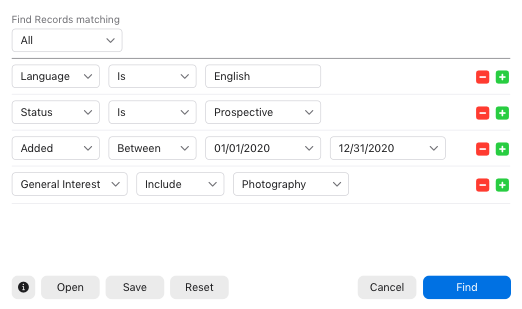 Find Records matching
All
Language Is English
Status Is Prospective
Added Between 01/01/2020 12/31/2020
General Interest Include Photography
Open Save Reset Cancel Find